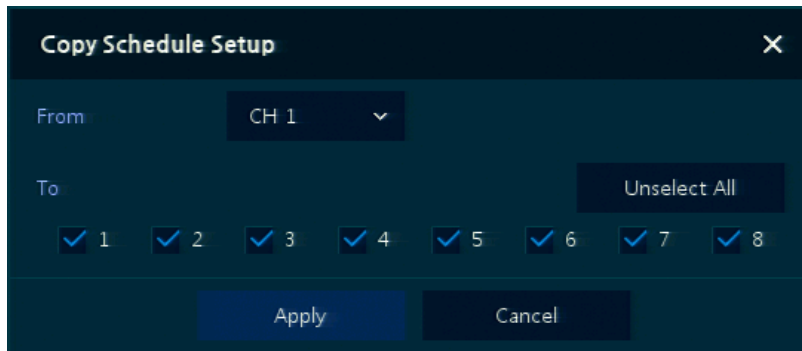 Copy Schedule Setup
From CH 1
To Unselect All
1 2 3 4 5 6 7 8
Apply Cancel